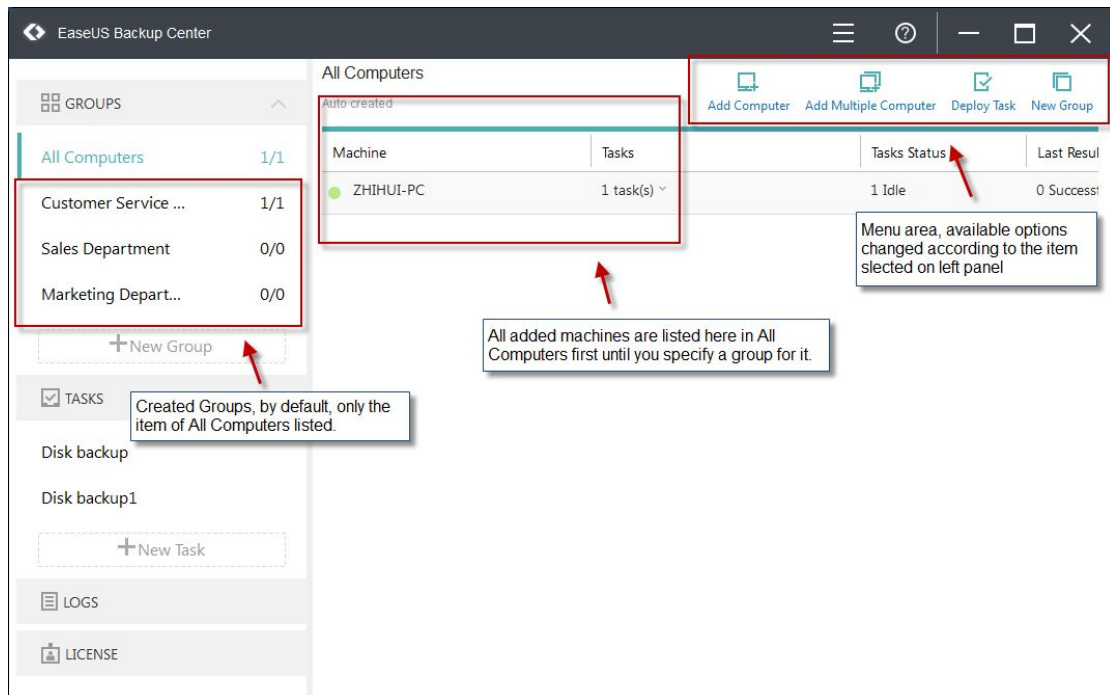 EaseUS Backup Center
All Computers
Auto created
Add Computer Add Multiple Computer Deploy Task New Group
GROUPS
All Computers 1/1
Customer Service ... 1/1
Sales Department 0/0
Marketing Depart... 0/0
New Group
TASKS
Disk backup
Disk backup1
New Task
LOGS
LICENSE
Machine Tasks Tasks Status Last Resul
ZHIHUI-PC 1 task(s) 1 Idle 0 Success
Menu area, available options
changed according to the item
slected on left panel
All added machines are listed here in All
Computers first until you specify a group for it.
Created Groups, by default, only the
item of All Computers listed.